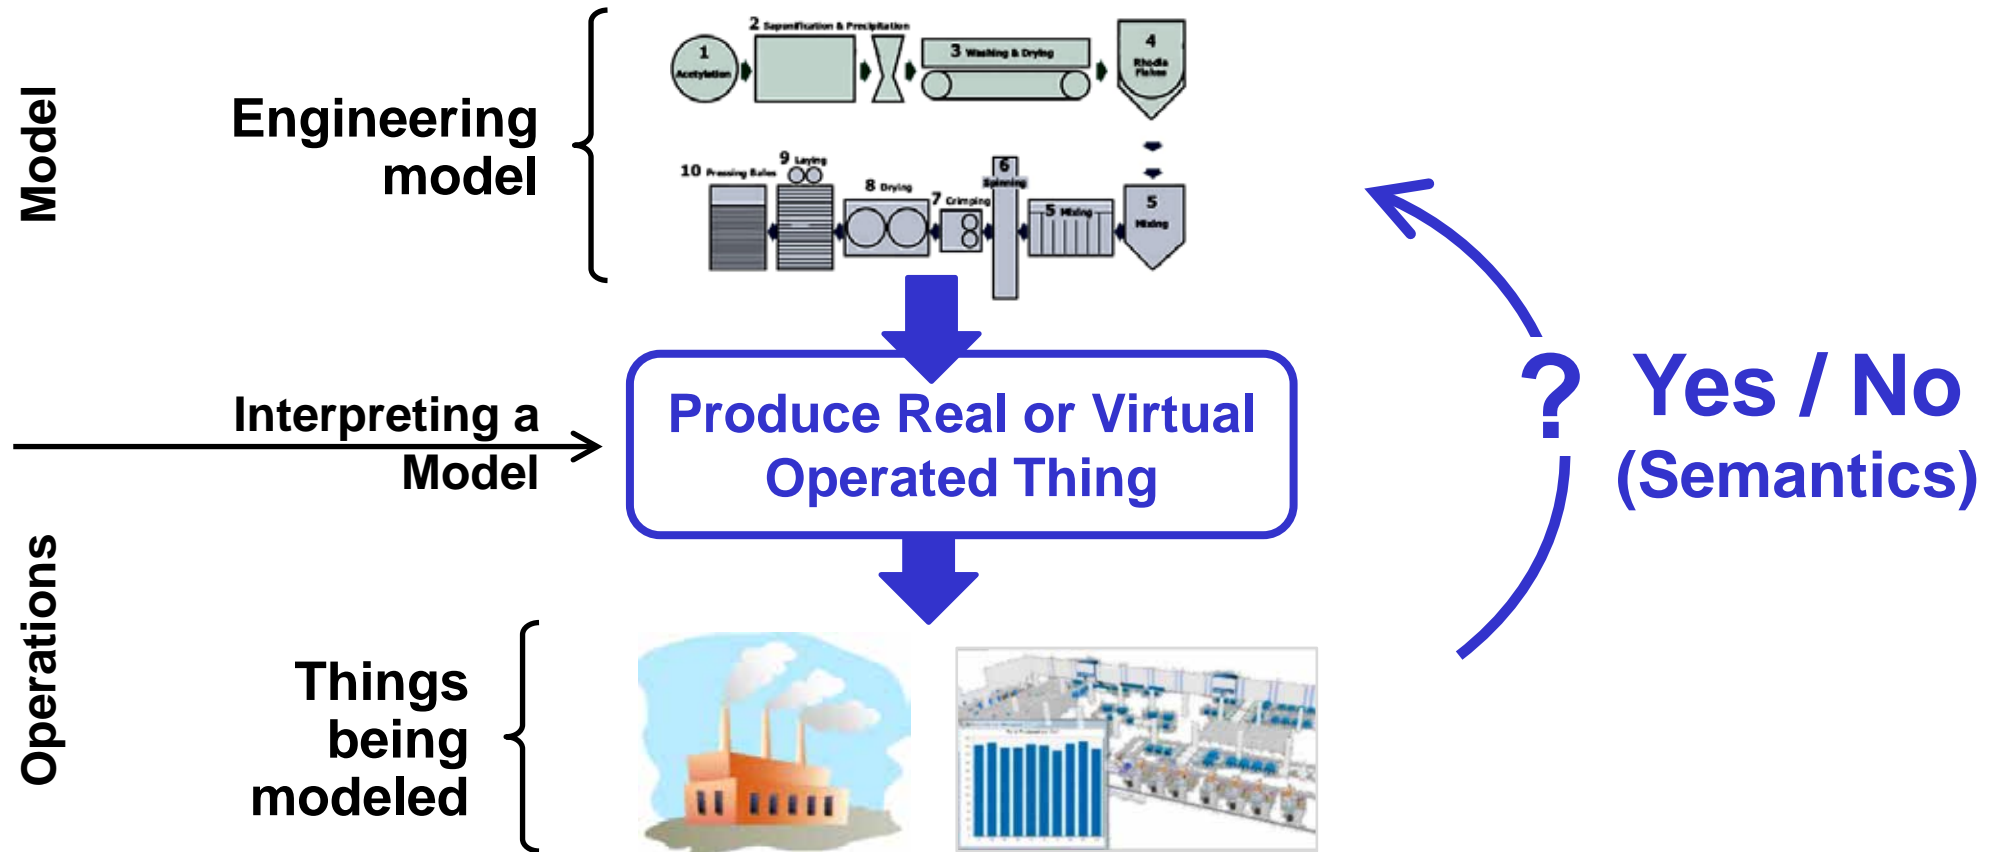 Model
Engineering
model
2 Saponification & Precipitation
1
Acetylation
3 Washing & Drying
4
Rhodia
Flakes
10 Pressing Bales
9 Laying
8 Drying
7 Crimping
6
Spinning
5 Mixing
5
Mixing
Interpreting a
Model
Produce Real or Virtual
Operated Thing
?
Yes / No
(Semantics)
Operations
Things
being
modeled